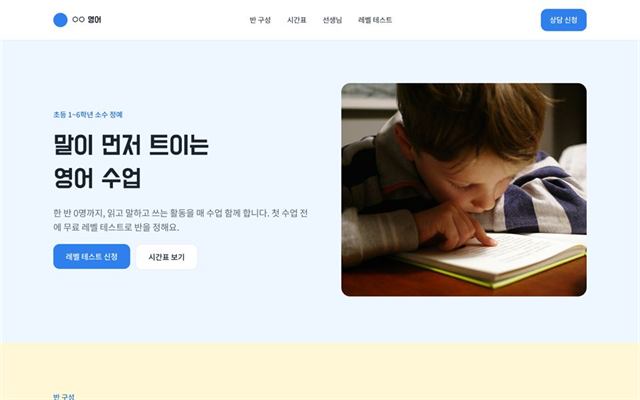 ○○ 영어
반 구성
시간표
선생님
레벨 테스트
상담 신청
초등 1~6학년 소수 정예
말이 먼저 트이는
영어 수업
한 반 0명까지, 읽고 말하고 쓰는 활동을 매 수업 함께 합니다. 첫 수업 전
에 무료 레벨 테스트로 반을 정해요.
레벨 테스트 신청
시간표 보기
반 구성